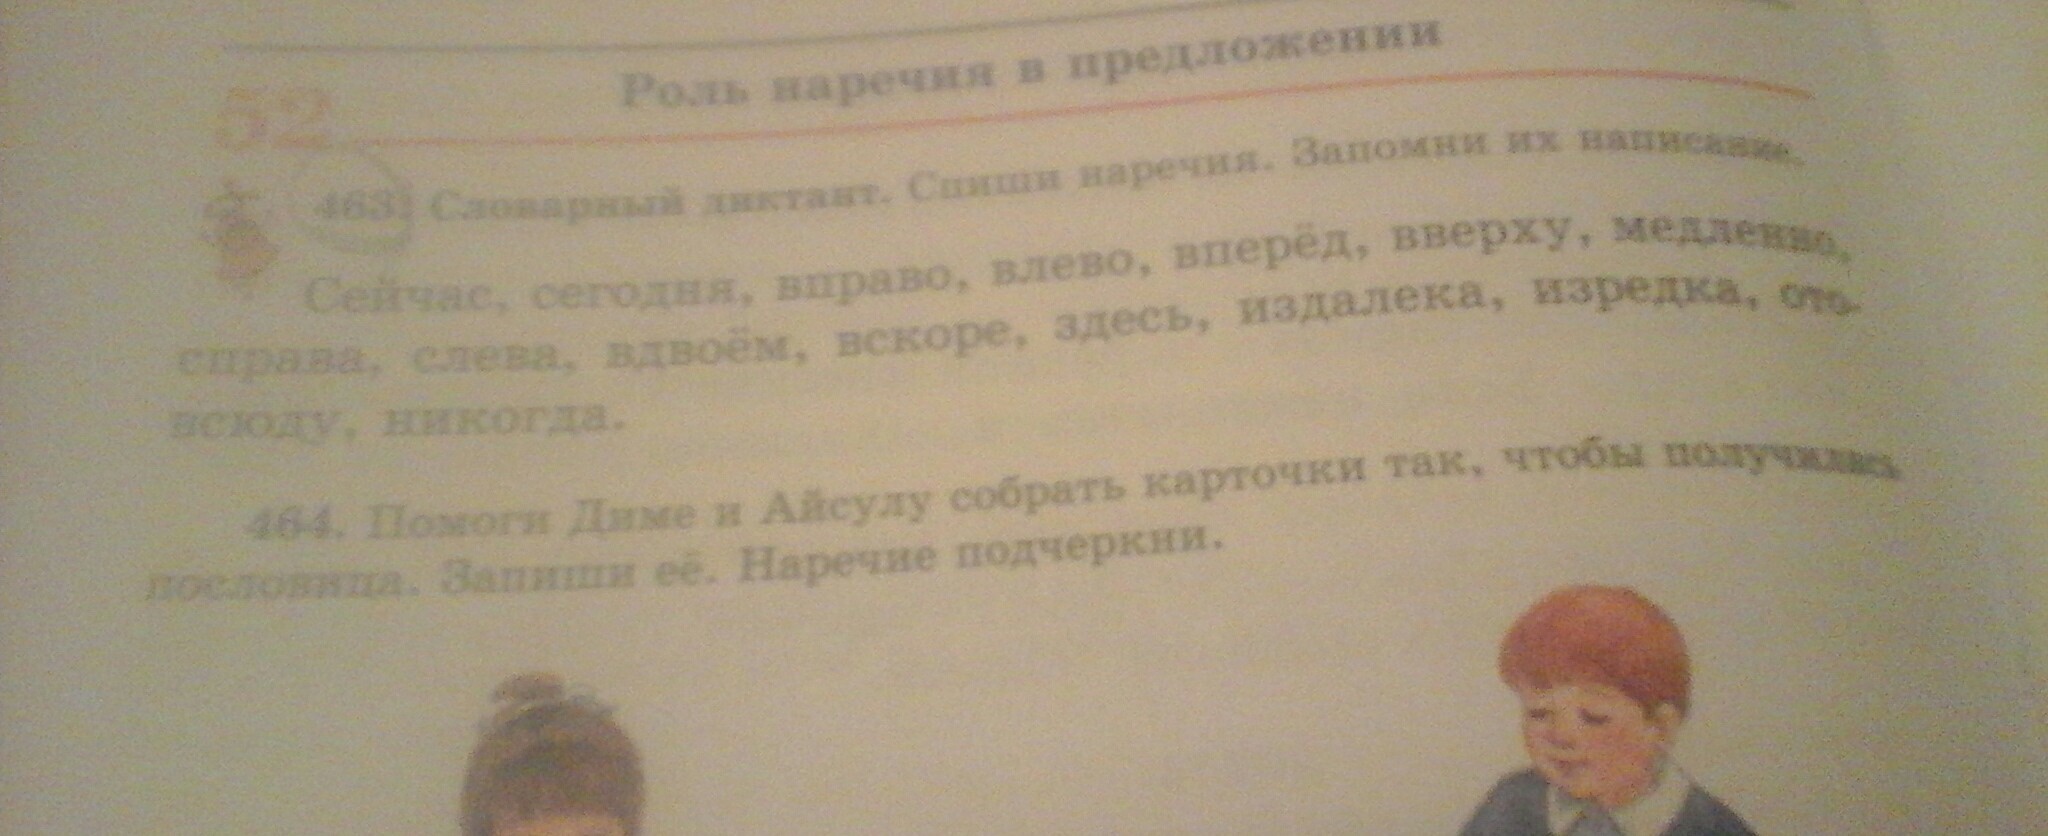 Роль наречия в предложении
52
463. Словарный диктант. Спиши наречия. Запомни их написание.
Сейчас, сегодня, вправо, влево, вперёд, вверху, медленно,
справа, слева, вдвоём, вскоре, здесь, издалека, изредка, ото-
всюду, никогда.
464. Помоги Диме и Айсулу собрать карточки так, чтобы получилась
пословица. Запиши её. Наречие подчеркни.